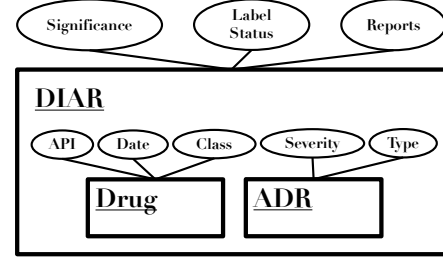 Significance
Label
Status
Reports
DIAR
API
Date
Class
Severity
Type
Drug
ADR